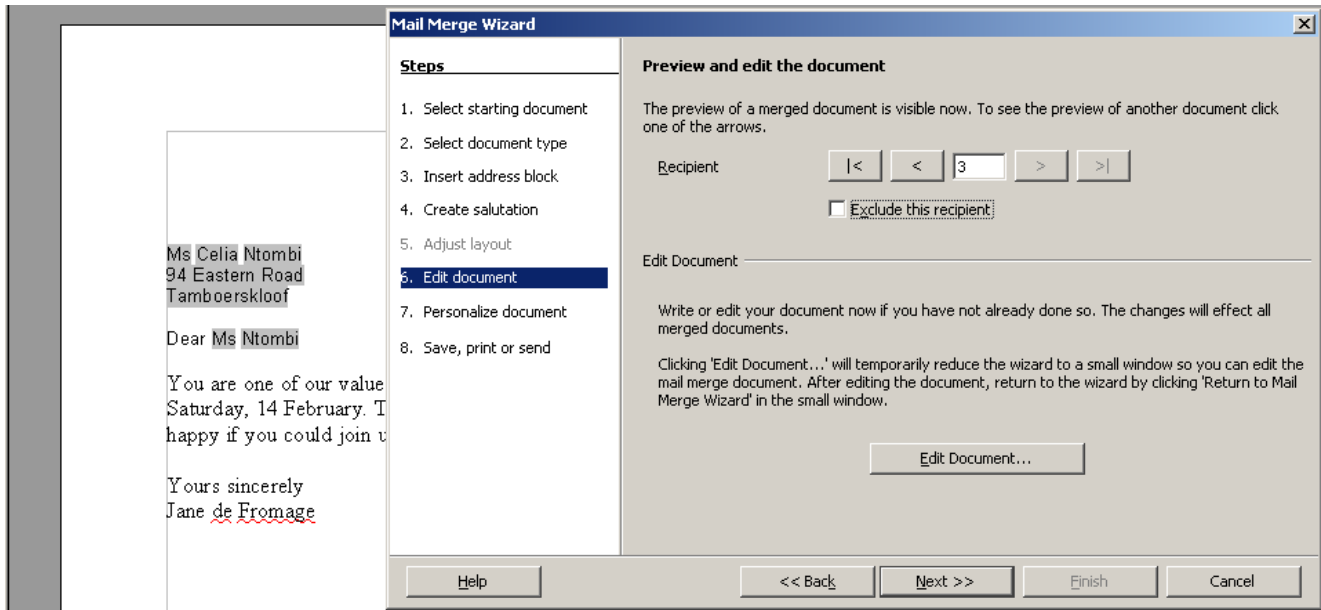 Mail Merge Wizard
Steps
1. Select starting document
2. Select document type
3. Insert address block
4. Create salutation
5. Adjust layout
6. Edit document
7. Personalize document
8. Save, print or send
Preview and edit the document
The preview of a merged document is visible now. To see the preview of another document click
one of the arrows.
Recipient |< < 3 > >|
Exclude this recipient
Edit Document
Write or edit your document now if you have not already done so. The changes will effect all
merged documents.
Clicking 'Edit Document...' will temporarily reduce the wizard to a small window so you can edit the
mail merge document. After editing the document, return to the wizard by clicking 'Return to Mail
Merge Wizard' in the small window.
Edit Document...
Help << Back Next >> Finish Cancel
Ms Celia Ntombi
94 Eastern Road
Tamboerskloof
Dear Ms Ntombi
You are one of our value
Saturday, 14 February. T
happy if you could join u
Yours sincerely
Jane de Fromage